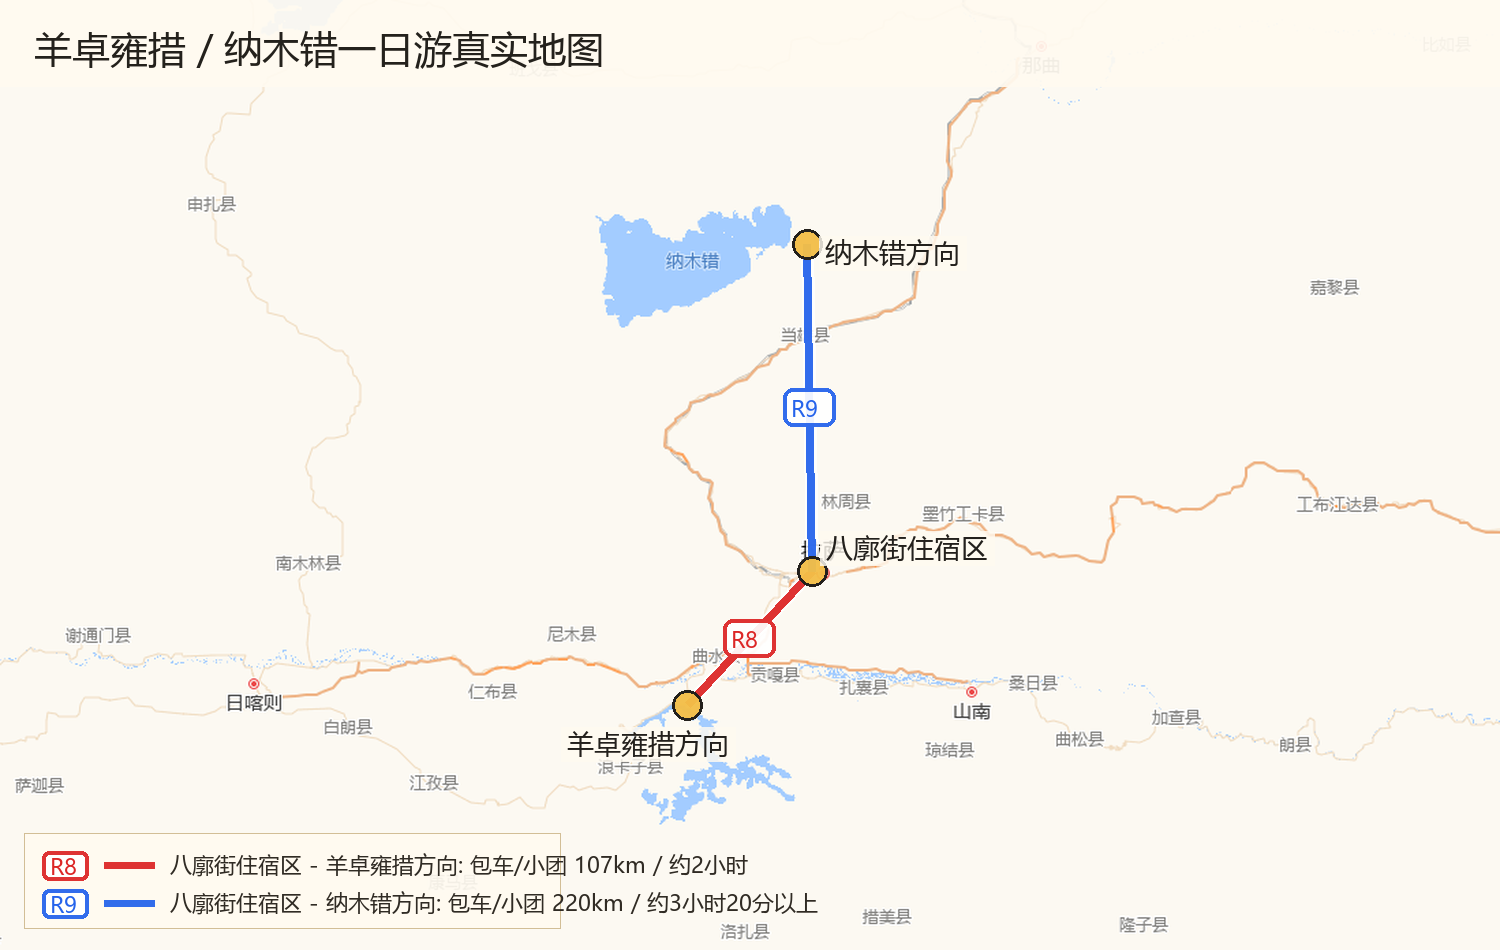 羊卓雍措 / 纳木错一日游真实地图
那曲
比如县
申扎县
纳木错
纳木错方向
嘉黎县
R9
林周县
墨竹工卡县
工布江达县
八廓街住宿区
南木林县
谢通门县
尼木县
R8
曲水
贡嘎县
扎囊县
桑日县
日喀则
仁布县
山南
白朗县
加查县
羊卓雍措方向
琼结县
曲松县
朗县
浪卡子县
萨迦县
江孜县
R8 八廓街住宿区 - 羊卓雍措方向: 包车/小团 107km / 约2小时
R9 八廓街住宿区 - 纳木错方向: 包车/小团 220km / 约3小时20分以上
措美县
隆子县
洛扎县